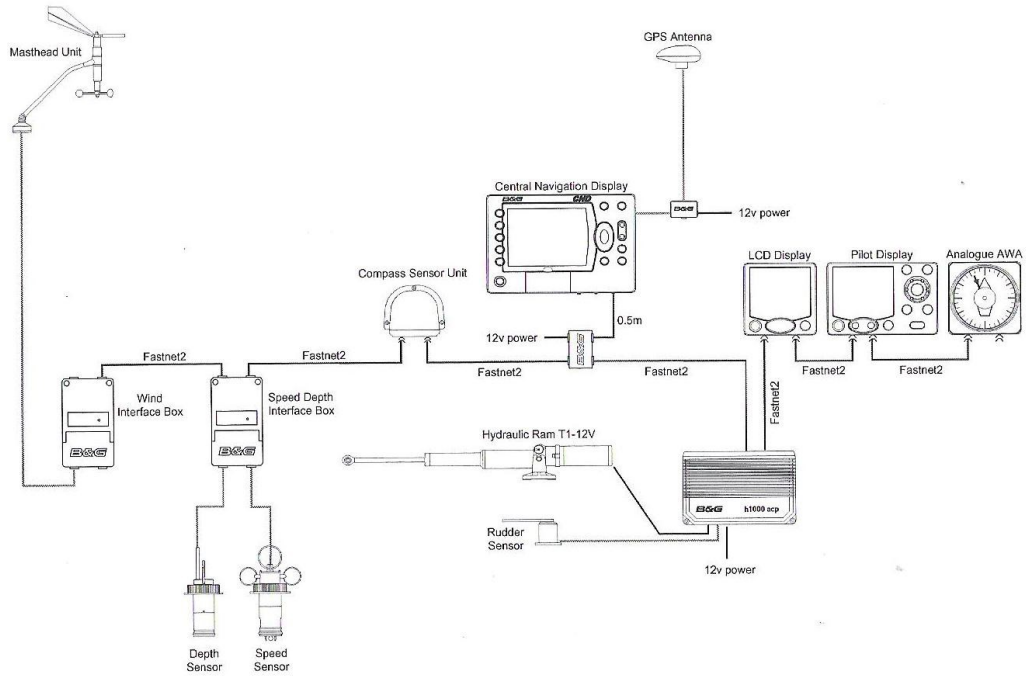 GPS Antenna
Masthead Unit
Central Navigation Display
B&G
CND
B&G
12v power
LCD Display
Pilot Display
Analogue AWA
Compass Sensor Unit
0.5m
12v power
B&G
Fastnet2
Fastnet2
Fastnet2
Fastnet2
Fastnet2
Fastnet2
Fastnet2
Wind
Interface Box
Speed Depth
Interface Box
B&G
B&G
Hydraulic Ram T1-12V
B&G
h1000 acp
Rudder
Sensor
12v power
Depth
Sensor
Speed
Sensor